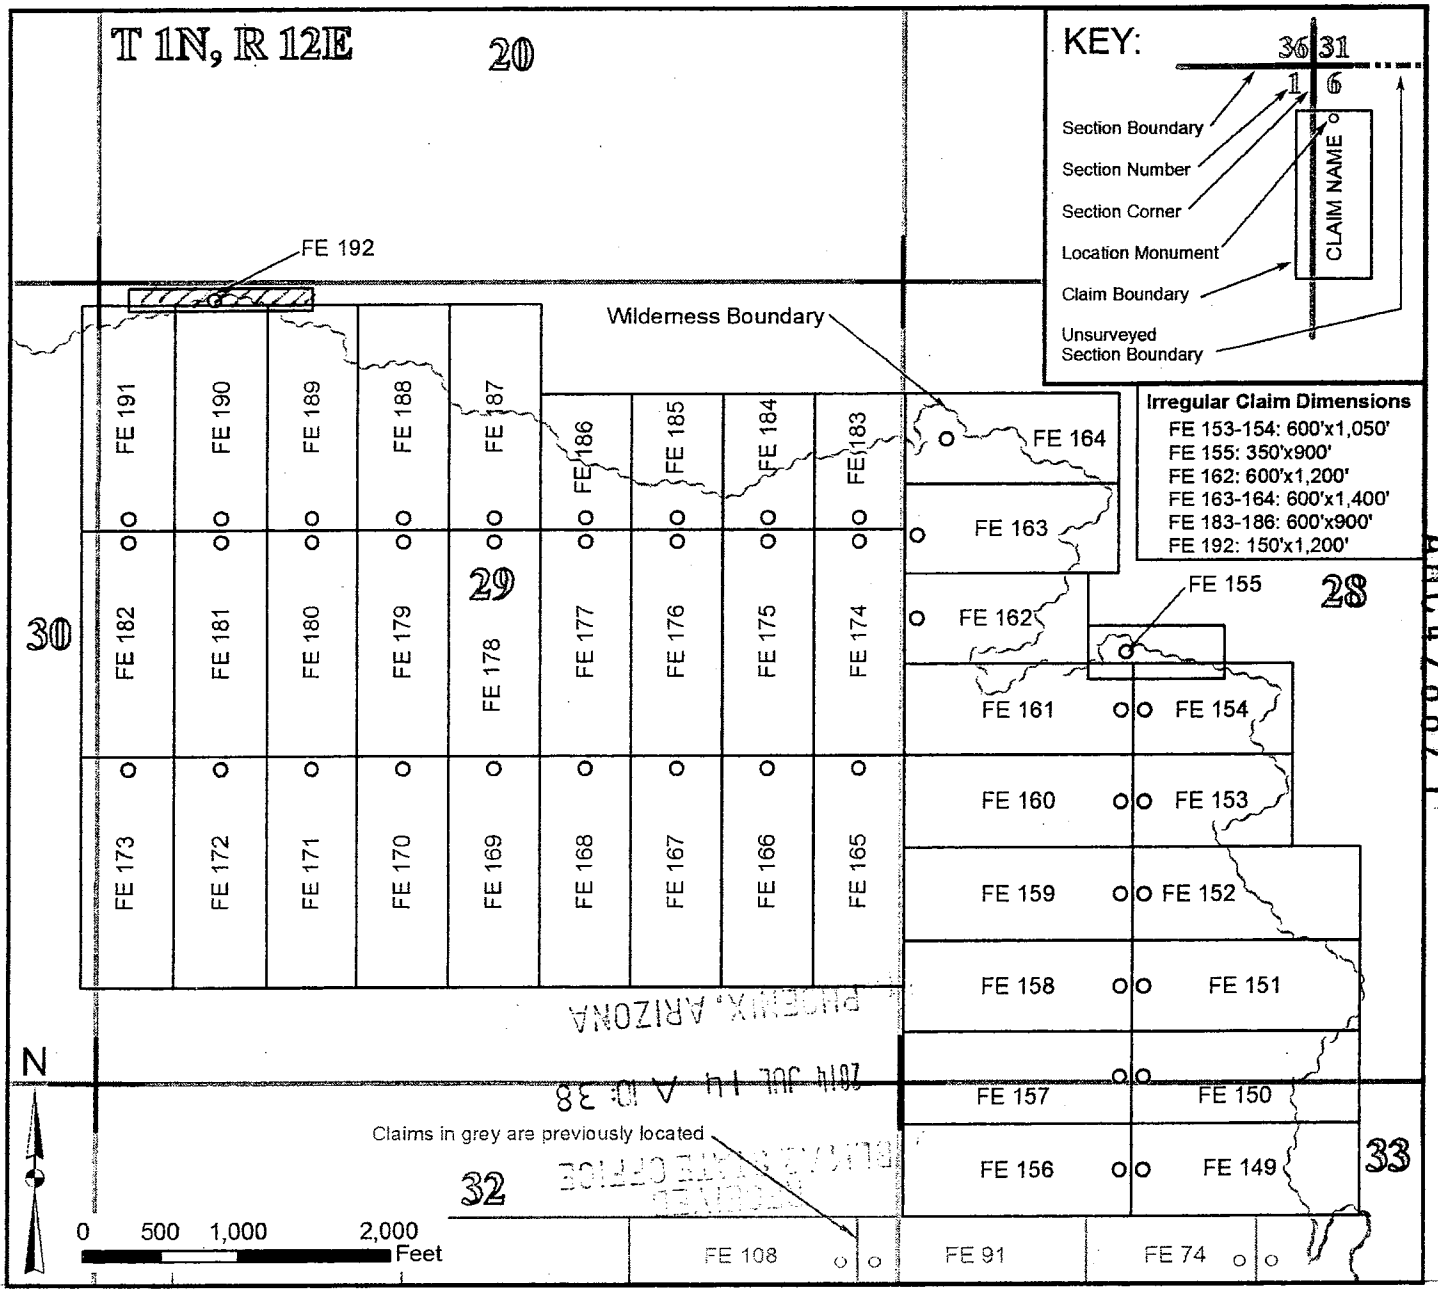 T 1N, R 12E
20
KEY:
36 31
1 6
Section Boundary
Section Number
Section Corner
Location Monument
Claim Boundary
Unsurveyed
Section Boundary
CLAIM NAME
FE 192
Wilderness Boundary
Irregular Claim Dimensions
FE 153-154: 600'x1,050'
FE 155: 350'x900'
FE 162: 600'x1,200'
FE 163-164: 600'x1,400'
FE 183-186: 600'x900'
FE 192: 150'x1,200'
FE 191
FE 190
FE 189
FE 188
FE 187
FE 186
FE 185
FE 184
FE 183
FE 164
FE 163
29
28
30
FE 155
FE 182
FE 181
FE 180
FE 179
FE 178
FE 177
FE 176
FE 175
FE 174
FE 162
FE 161
FE 154
FE 160
FE 153
FE 173
FE 172
FE 171
FE 170
FE 169
FE 168
FE 167
FE 166
FE 165
FE 159
FE 152
FE 158
FE 151
PHOENIX, ARIZONA
2014 JUL 14 A 10:38
N
FE 157
FE 150
Claims in grey are previously located
STATE OFFICE
RECEIVED
32
FE 156
FE 149
33
0 500 1,000 2,000
Feet
FE 108
FE 91
FE 74